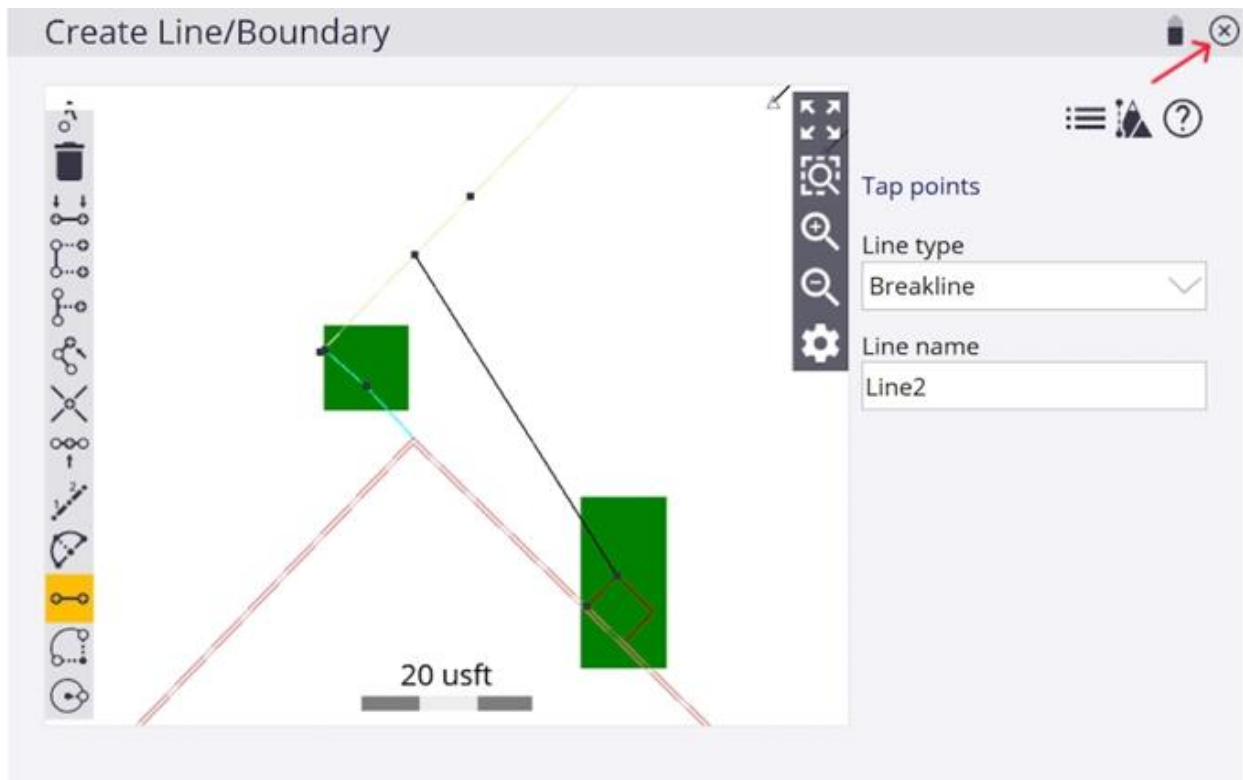 Create Line/Boundary
Tap points
Line type
Breakline
Line name
Line2
20 usft